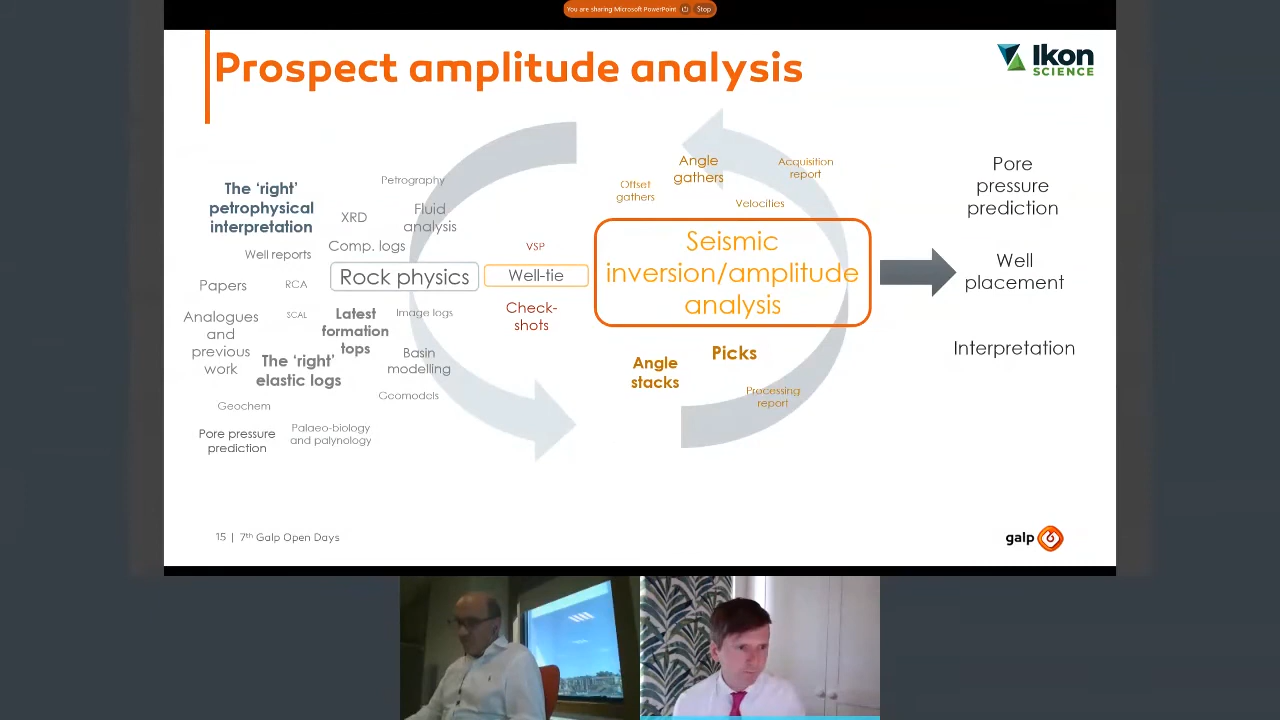 You are sharing Microsoft PowerPoint
Stop
Prospect amplitude analysis
Ikon
SCIENCE
The ‘right’
petrophysical
interpretation
Petrography
XRD
Fluid
analysis
Comp. logs
Well reports
Rock physics
Papers
RCA
SCAL
Analogues
and
previous
work
Latest
formation
tops
Image logs
The ‘right’
elastic logs
Basin
modelling
Geomodels
Geochem
Pore pressure
prediction
Palaeo-biology
and palynology
VSP
Well-tie
Check-
shots
Offset
gathers
Angle
gathers
Acquisition
report
Velocities
Seismic
inversion/amplitude
analysis
Angle
stacks
Picks
Processing
report
Pore
pressure
prediction
Well
placement
Interpretation
15 | 7th Galp Open Days
galp